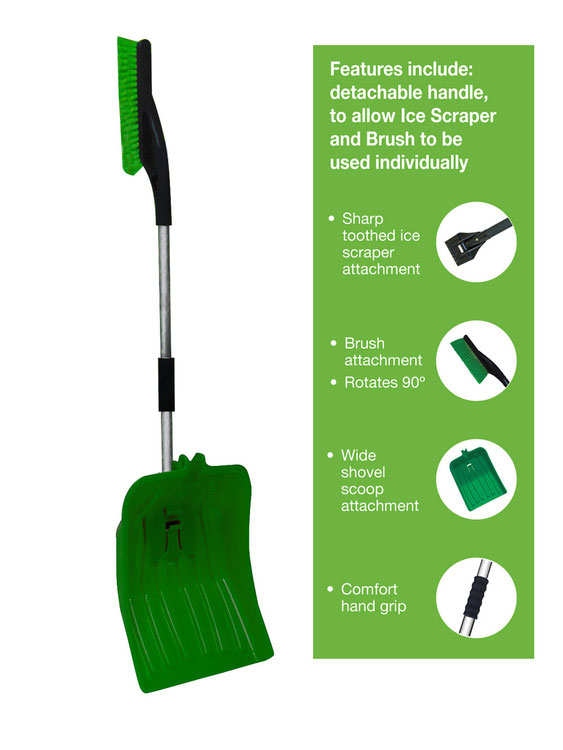 Features include:
detachable handle,
to allow Ice Scraper
and Brush to be
used individually
• Sharp
toothed ice
scraper
attachment
• Brush
attachment
• Rotates 90º
• Wide
shovel
scoop
attachment
• Comfort
hand grip